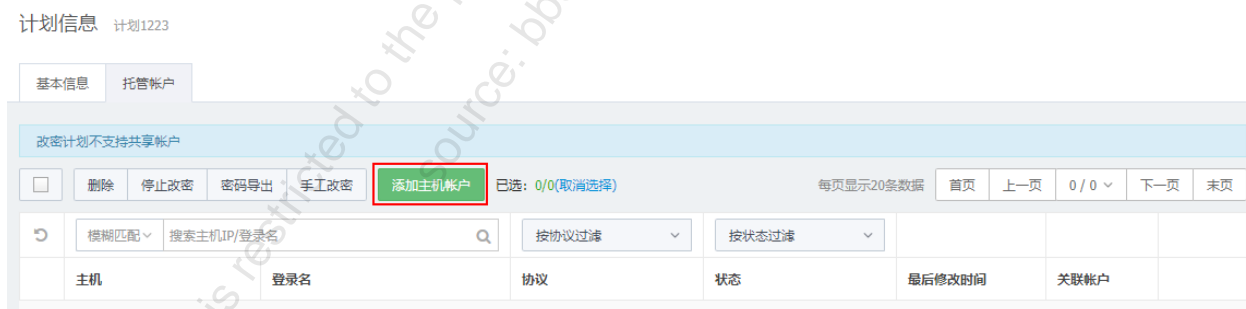 计划信息 计划1223
基本信息 托管帐户
改密计划不支持共享帐户
删除 停止改密 密码导出 手工改密 添加主机帐户 已选：0/0(取消选择) 每页显示20条数据 首页 上一页 0 / 0 下一页 末页
模糊匹配 搜索主机IP/登录名 按协议过滤 按状态过滤
主机 登录名 协议 状态 最后修改时间 关联帐户
is restricted to the
source: bb